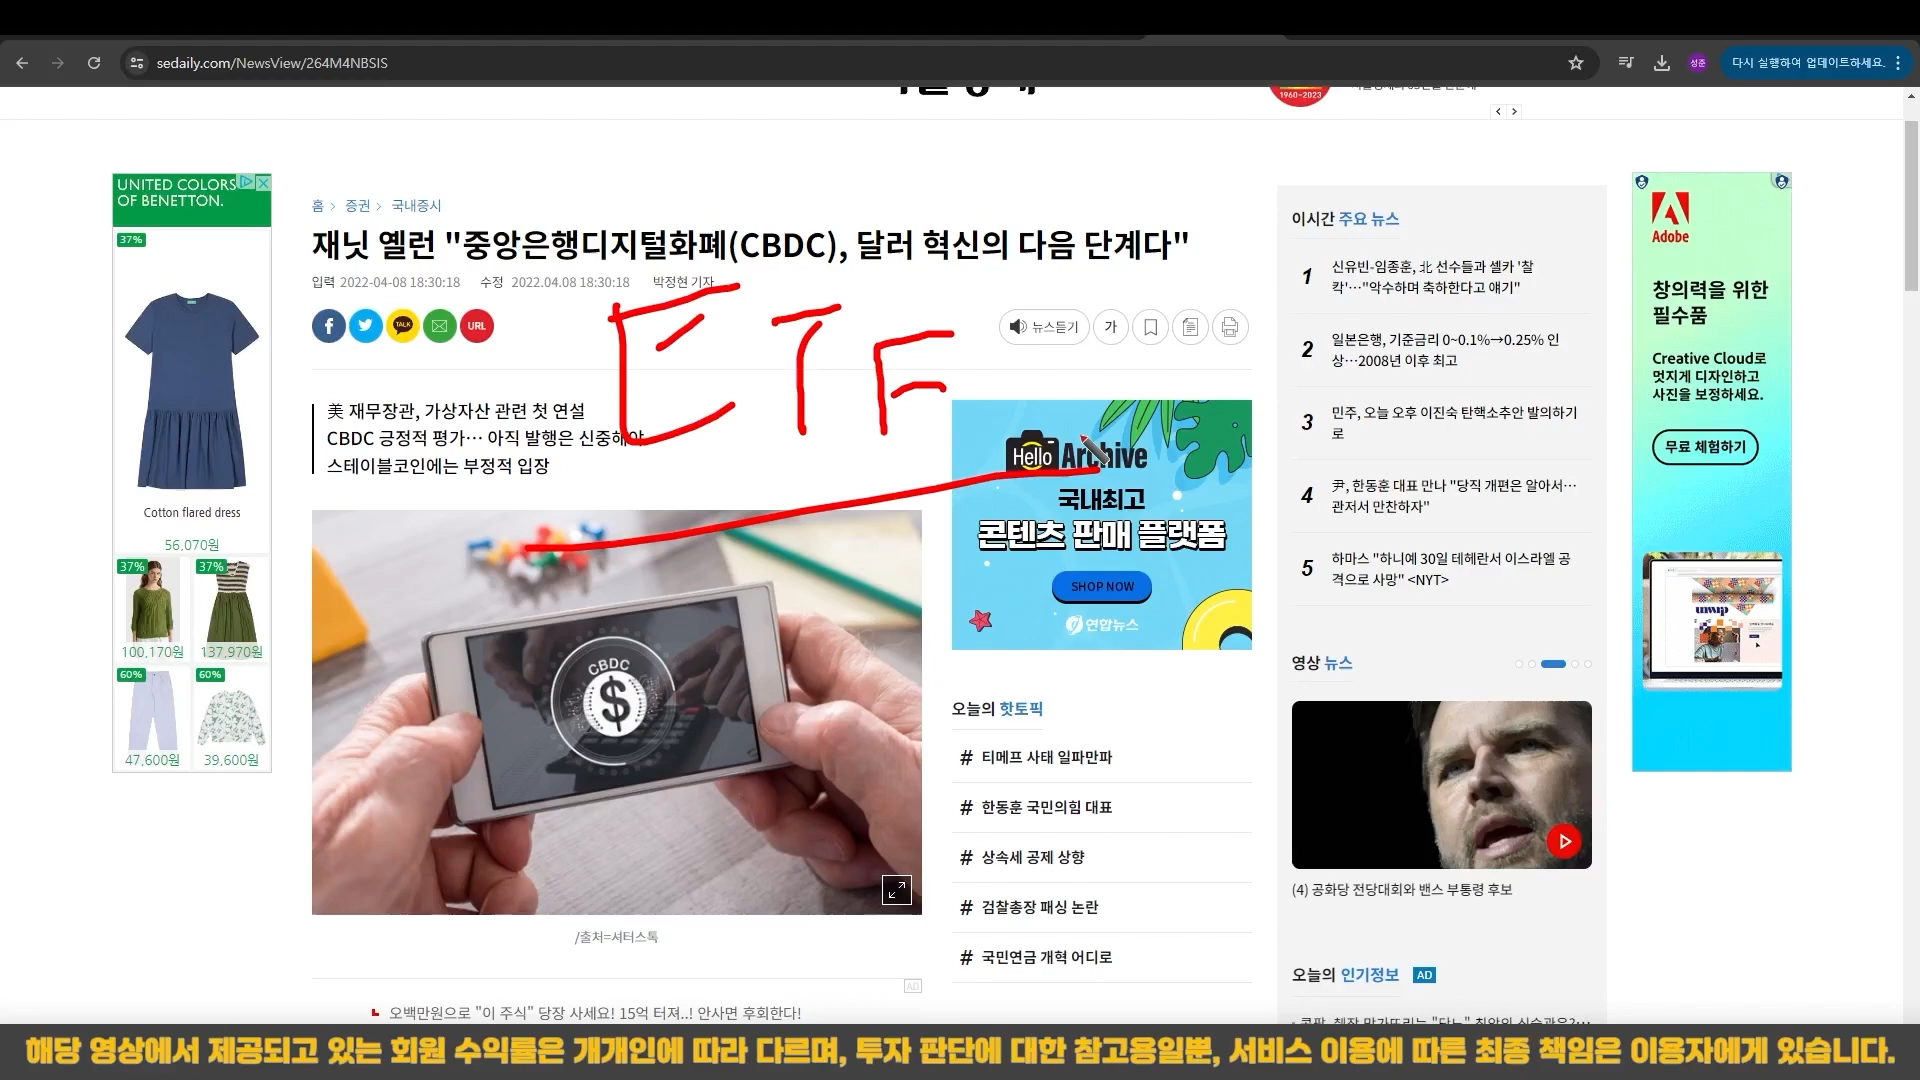 sedaily.com/NewsView/264M4NBSIS
성준
다시 실행하여 업데이트하세요.
1960-2023
UNITED COLORS
OF BENETTON.
37%
Cotton flared dress
56,070원
37%
37%
100,170원
137,970원
60%
60%
47,600원
39,600원
홈 > 증권 > 국내증시
재닛 옐런 "중앙은행디지털화폐(CBDC), 달러 혁신의 다음 단계다"
입력 2022-04-08 18:30:18 수정 2022.04.08 18:30:18 박정현 기자
TALK
URL
ETF
뉴스듣기
가
美 재무장관, 가상자산 관련 첫 연설
CBDC 긍정적 평가… 아직 발행은 신중해야
스테이블코인에는 부정적 입장
CBDC
$
/출처=셔터스톡
AD
오백만원으로 "이 주식" 당장 사세요! 15억 터져..! 안사면 후회한다!
Hello Archive
국내최고
콘텐츠 판매 플랫폼
SHOP NOW
연합뉴스
오늘의 핫토픽
# 티메프 사태 일파만파
# 한동훈 국민의힘 대표
# 상속세 공제 상향
# 검찰총장 패싱 논란
# 국민연금 개혁 어디로
이시간 주요 뉴스
1 신유빈-임종훈, 北 선수들과 셀카 '찰
칵'…"악수하며 축하한다고 얘기"
2 일본은행, 기준금리 0~0.1%→0.25% 인
상…2008년 이후 최고
3 민주, 오늘 오후 이진숙 탄핵소추안 발의하기
로
4 尹, 한동훈 대표 만나 "당직 개편은 알아서…
관저서 만찬하자"
5 하마스 "하니예 30일 테헤란서 이스라엘 공
격으로 사망" <NYT>
영상 뉴스
(4) 공화당 전당대회와 밴스 부통령 후보
오늘의 인기정보 AD
Adobe
창의력을 위한
필수품
Creative Cloud로
멋지게 디자인하고
사진을 보정하세요.
무료 체험하기
해당 영상에서 제공되고 있는 회원 수익률은 개개인에 따라 다르며, 투자 판단에 대한 참고용일뿐, 서비스 이용에 따른 최종 책임은 이용자에게 있습니다.